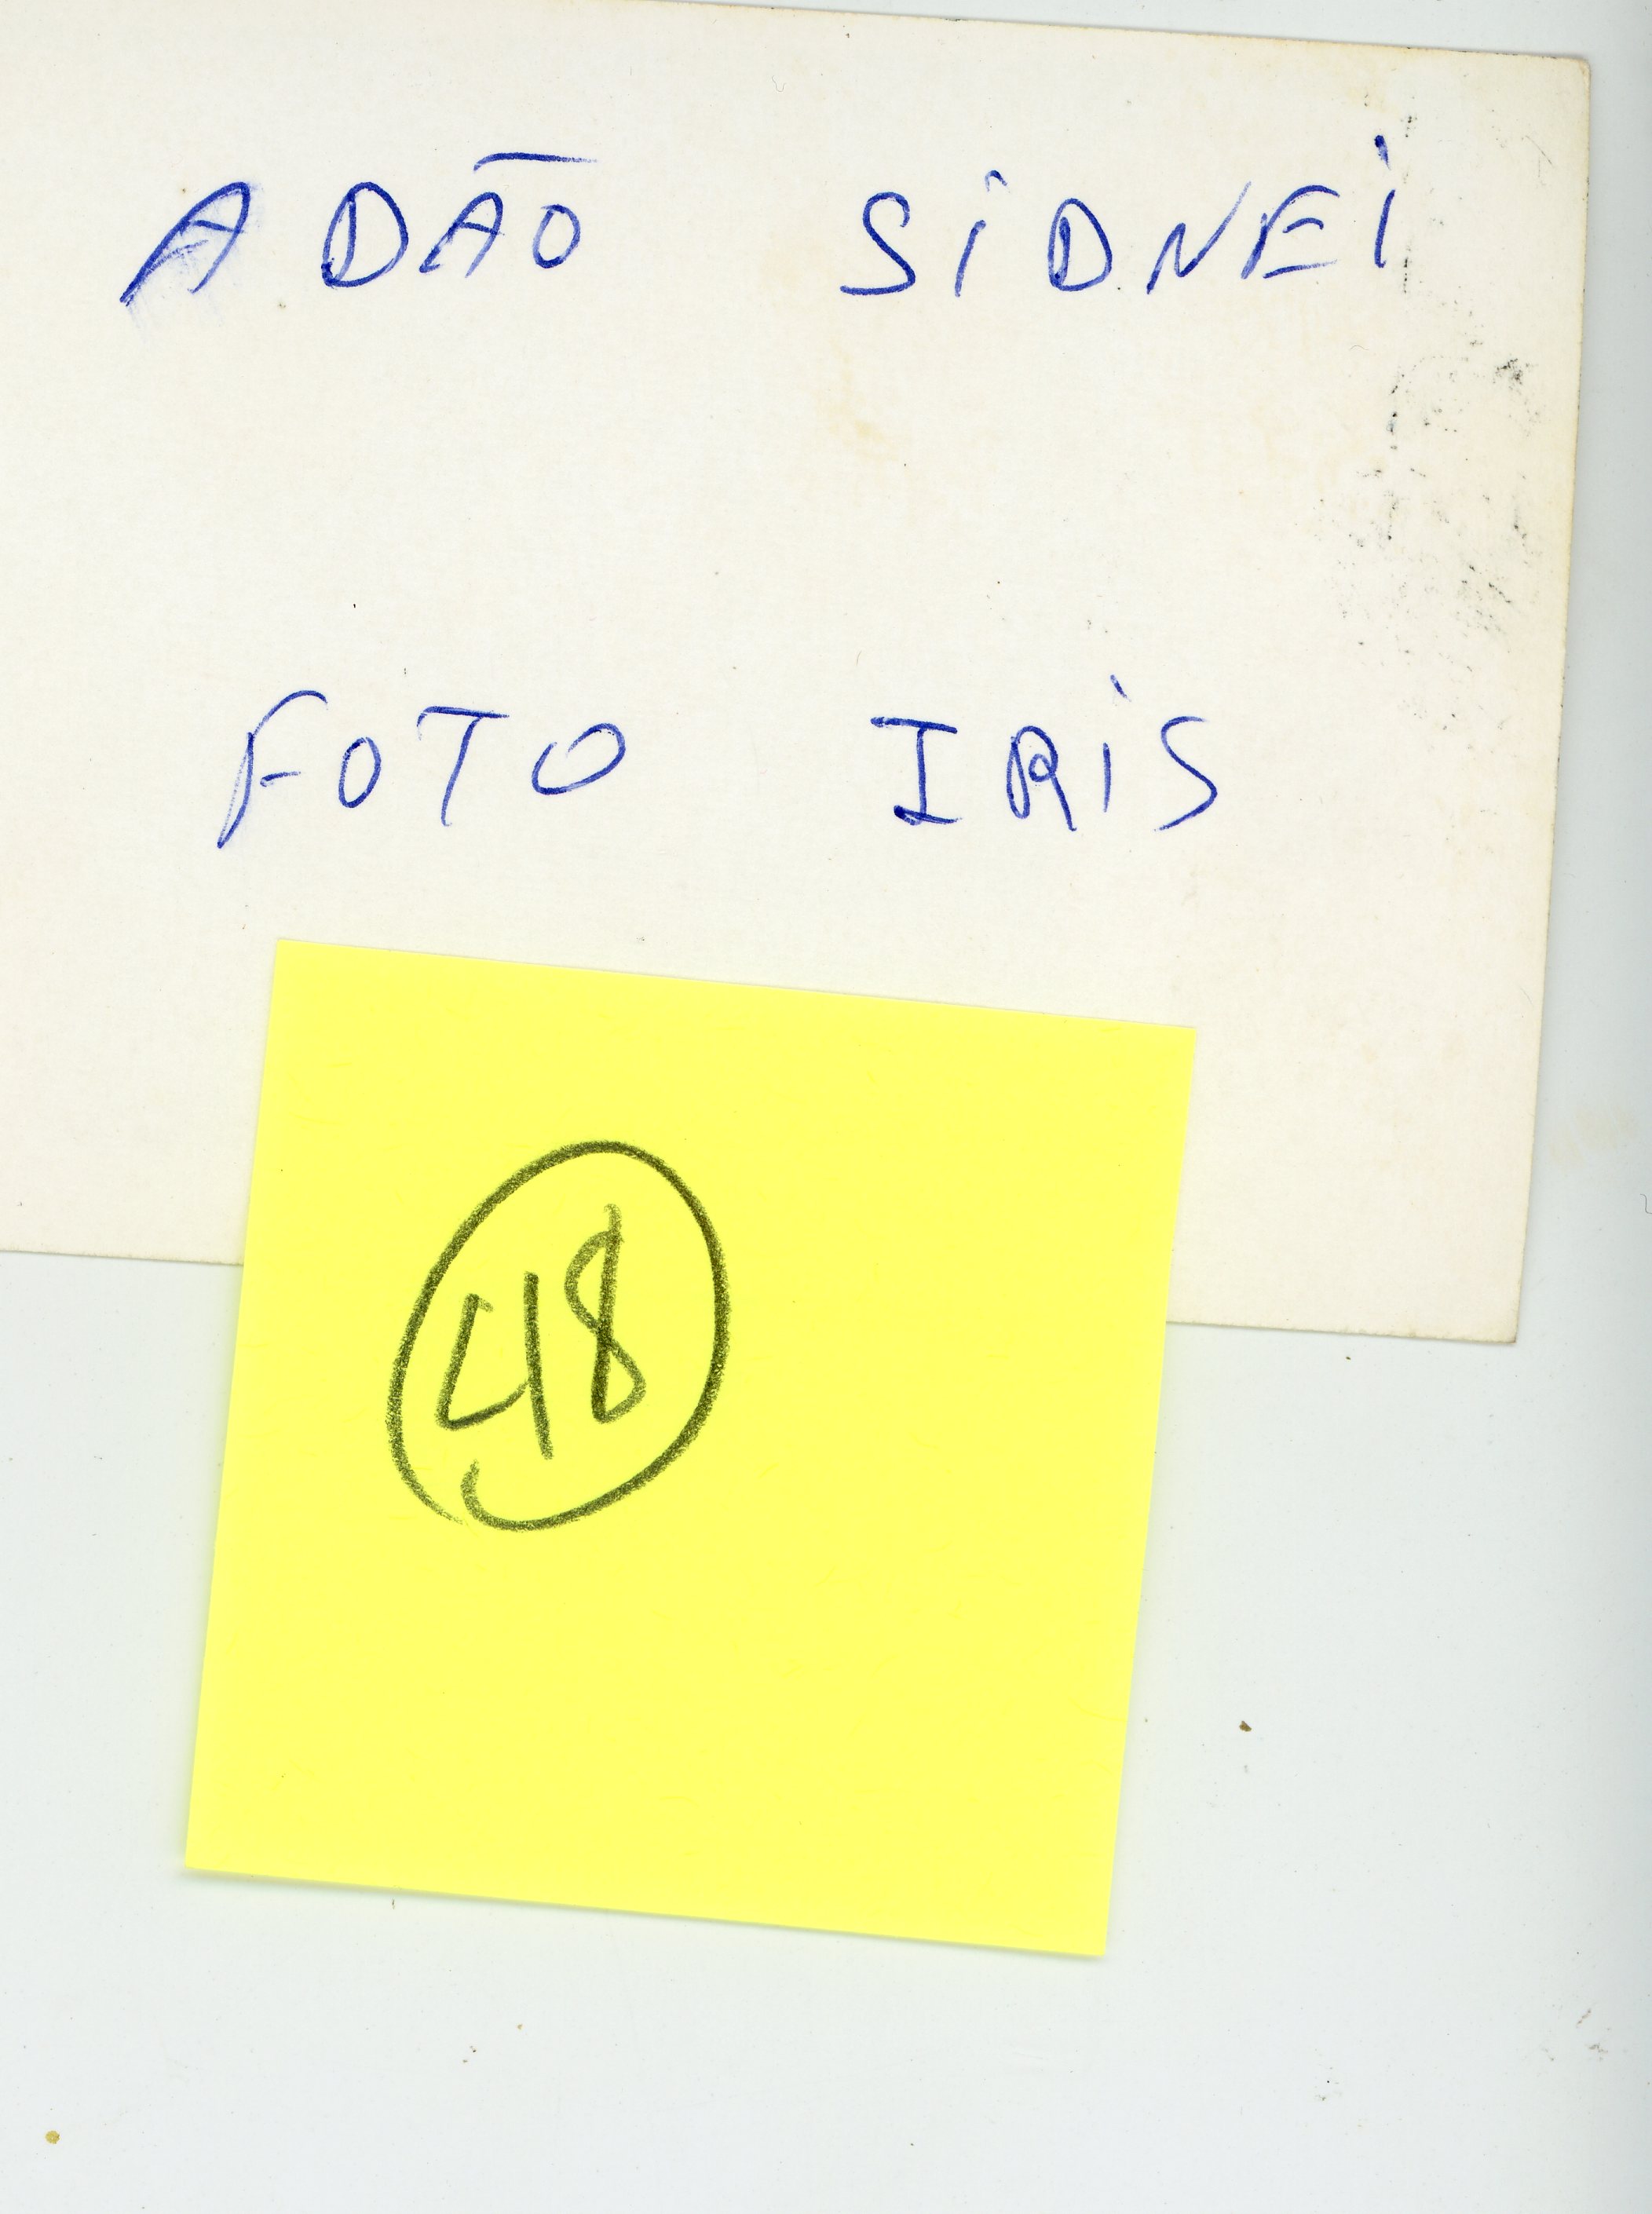 ADÃO SiDNEi
FOTO IRiS
48